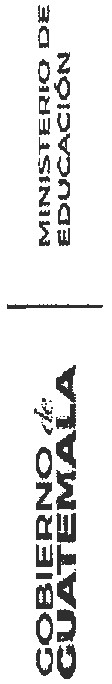 GOBIERNO de
GUATEMALA
MINISTERIO DE
EDUCACIÓN